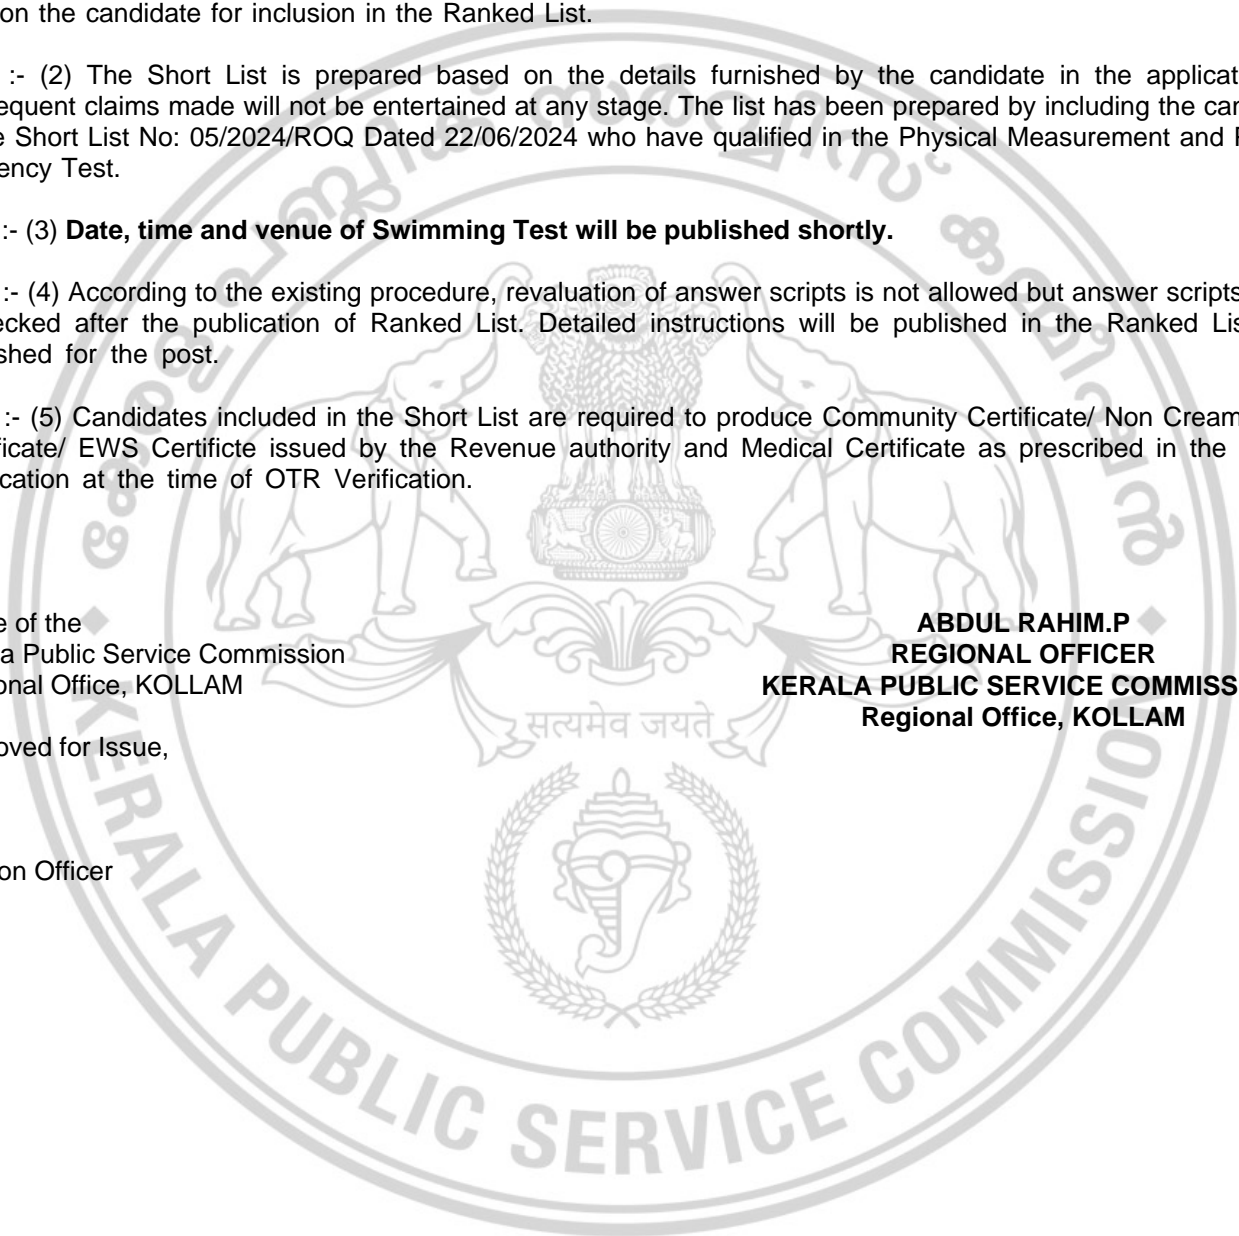 on the candidate for inclusion in the Ranked List.
:- (2) The Short List is prepared based on the details furnished by the candidate in the applicat
equent claims made will not be entertained at any stage. The list has been prepared by including the can
e Short List No: 05/2024/ROQ Dated 22/06/2024 who have qualified in the Physical Measurement and
ency Test.
:- (3) Date, time and venue of Swimming Test will be published shortly.
:- (4) According to the existing procedure, revaluation of answer scripts is not allowed but answer scripts
ecked after the publication of Ranked List. Detailed instructions will be published in the Ranked Lis
shed for the post.
:- (5) Candidates included in the Short List are required to produce Community Certificate/ Non Cream
ficate/ EWS Certificte issued by the Revenue authority and Medical Certificate as prescribed in the
cation at the time of OTR Verification.
e of the
a Public Service Commission
onal Office, KOLLAM
oved for Issue,
on Officer
ABDUL RAHIM.P
REGIONAL OFFICER
KERALA PUBLIC SERVICE COMMISS
Regional Office, KOLLAM
കേരള പബ്ലിക് സർവ്വീസ് കമ്മീഷൻ
सत्यमेव जयते
KERALA PUBLIC SERVICE COMMISSION